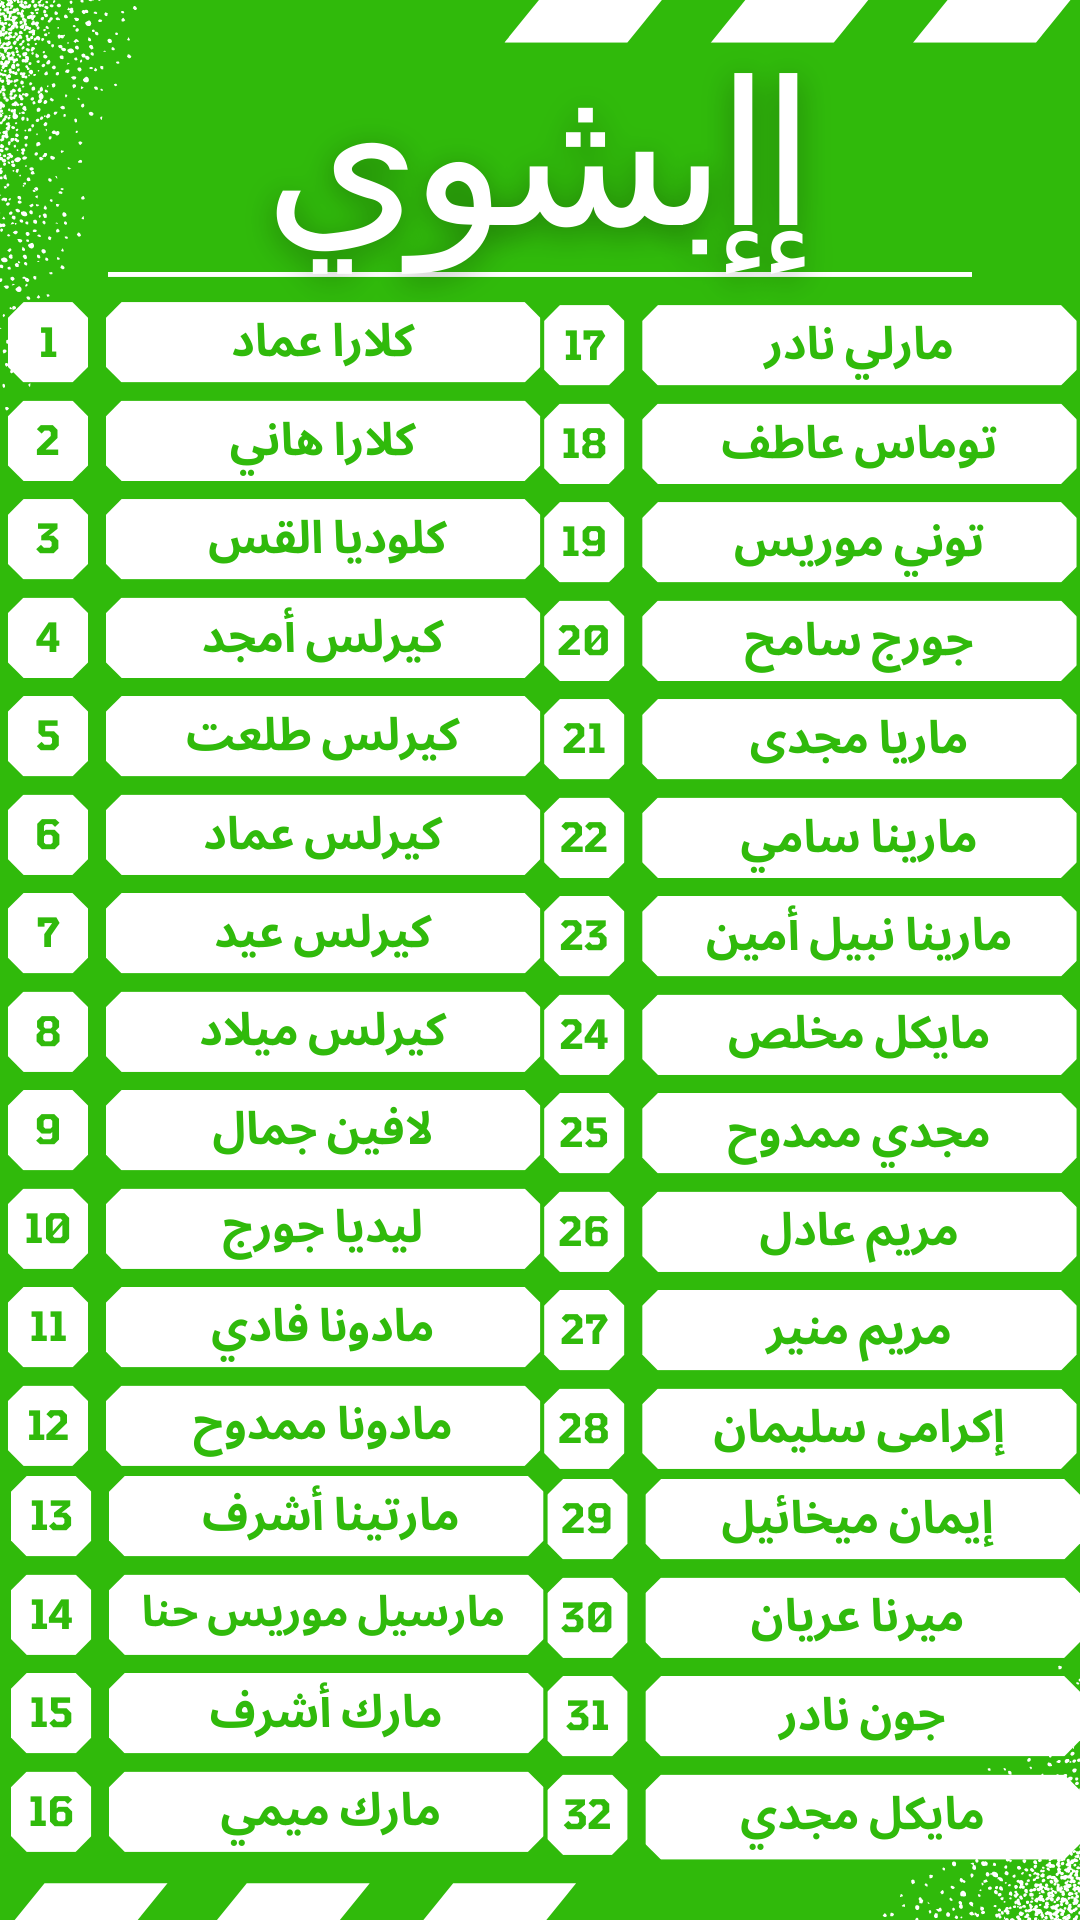 إإبشوي
1 كلارا عماد
2 كلارا هاني
3 كلوديا القس
4 كيرلس أمجد
5 كيرلس طلعت
6 كيرلس عماد
7 كيرلس عيد
8 كيرلس ميلاد
9 لافين جمال
10 ليديا جورج
11 مادونا فادي
12 مادونا ممدوح
13 مارتينا أشرف
14 مارسيل موريس حنا
15 مارك أشرف
16 مارك ميمي
17 مارلي نادر
18 توماس عاطف
19 توني موريس
20 جورج سامح
21 ماريا مجدى
22 مارينا سامي
23 مارينا نبيل أمين
24 مايكل مخلص
25 مجدي ممدوح
26 مريم عادل
27 مريم منير
28 إكرامى سليمان
29 إيمان ميخائيل
30 ميرنا عريان
31 جون نادر
32 مايكل مجدي